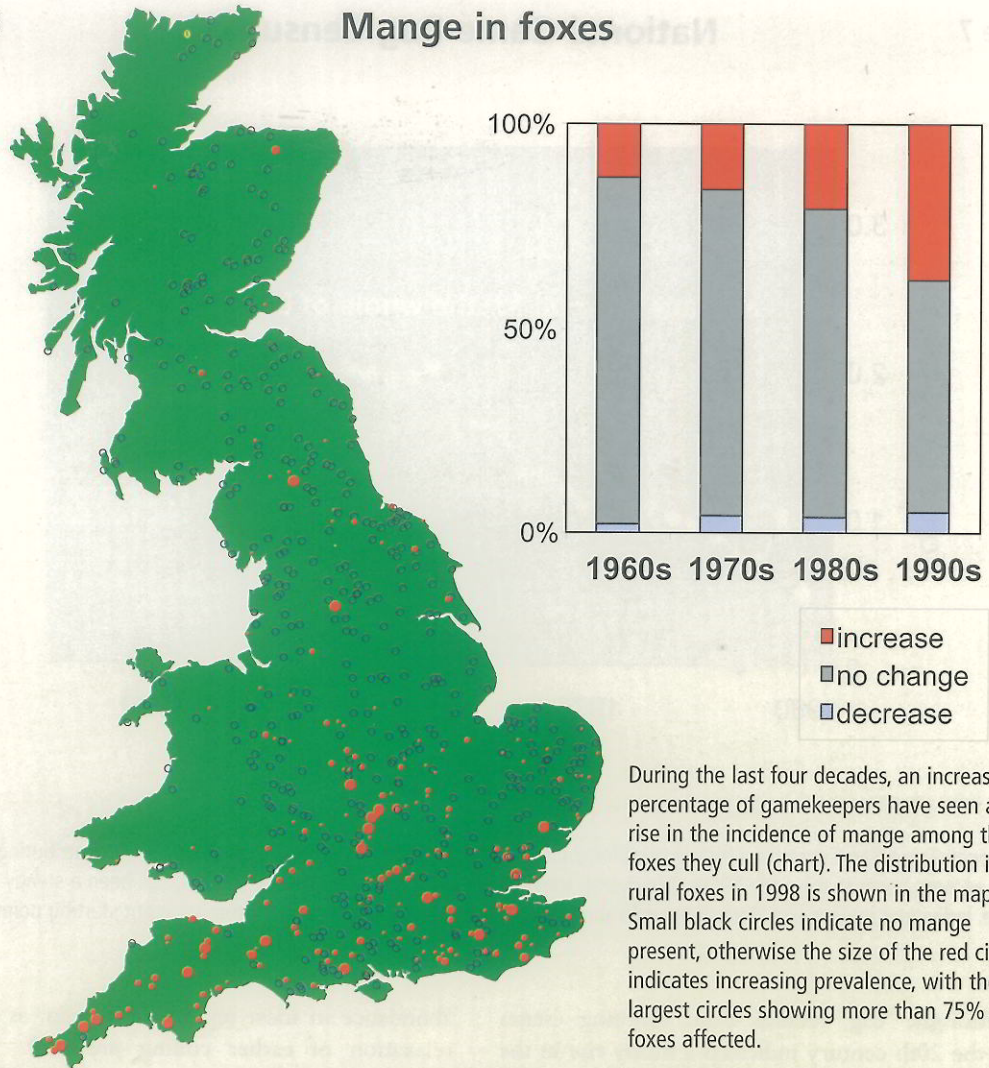 Mange in foxes
100%
50%
0%
1960s 1970s 1980s 1990s
increase
no change
decrease
During the last four decades, an
percentage of gamekeepers have seen
rise in the incidence of mange among
foxes they cull (chart). The distribution
rural foxes in 1998 is shown in the map
Small black circles indicate no mange
present, otherwise the size of the red
indicates increasing prevalence, with the
largest circles showing more than 75%
foxes affected.